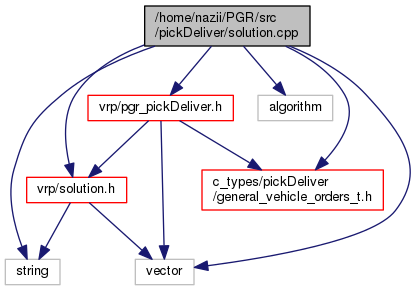 /home/nazii/PGR/src
/pickDeliver/solution.cpp
vrp/pgr_pickDeliver.h
algorithm
vrp/solution.h
c_types/pickDeliver
/general_vehicle_orders_t.h
string
vector